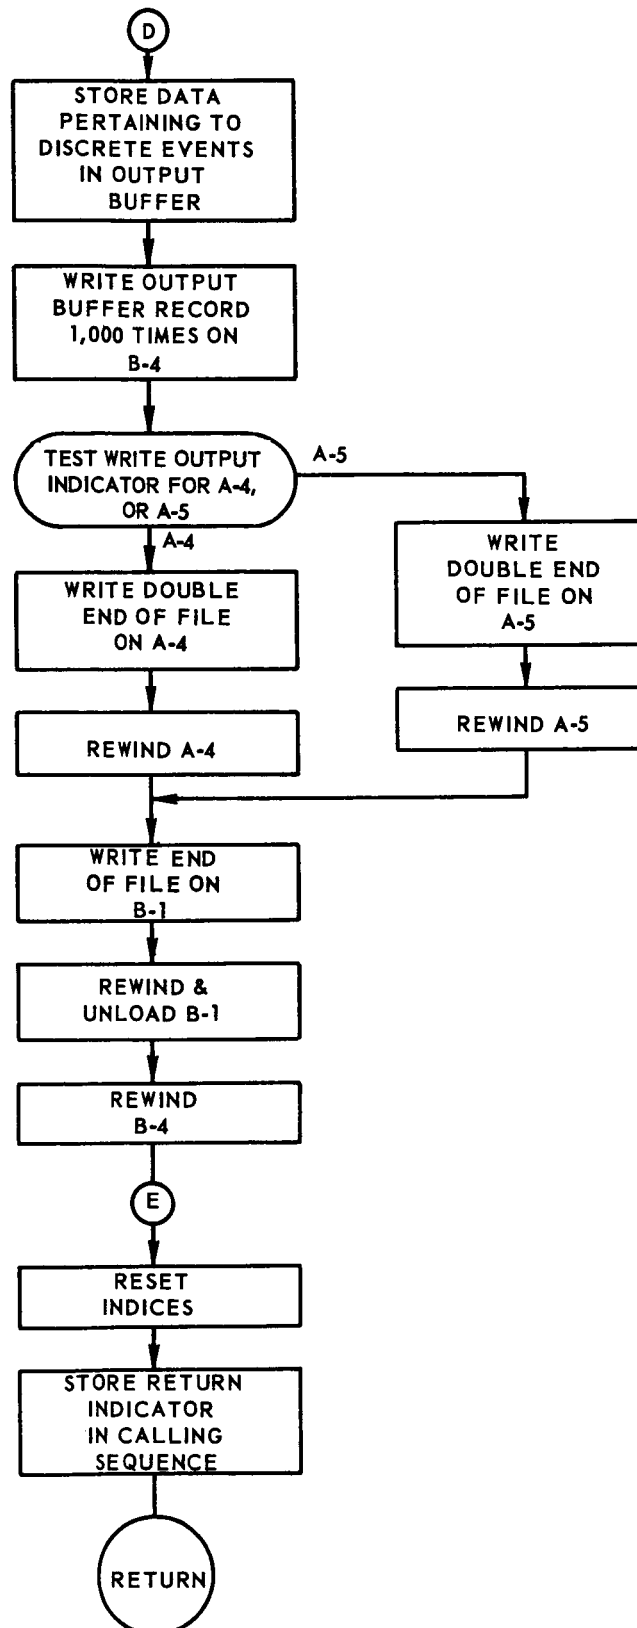 D
STORE DATA
PERTAINING TO
DISCRETE EVENTS
IN OUTPUT
BUFFER
WRITE OUTPUT
BUFFER RECORD
1,000 TIMES ON
B-4
TEST WRITE OUTPUT
INDICATOR FOR A-4,
OR A-5
A-5
A-4
WRITE DOUBLE
END OF FILE
ON A-4
REWIND A-4
WRITE
DOUBLE END
OF FILE ON
A-5
REWIND A-5
WRITE END
OF FILE ON
B-1
REWIND &
UNLOAD B-1
REWIND
B-4
E
RESET
INDICES
STORE RETURN
INDICATOR
IN CALLING
SEQUENCE
RETURN